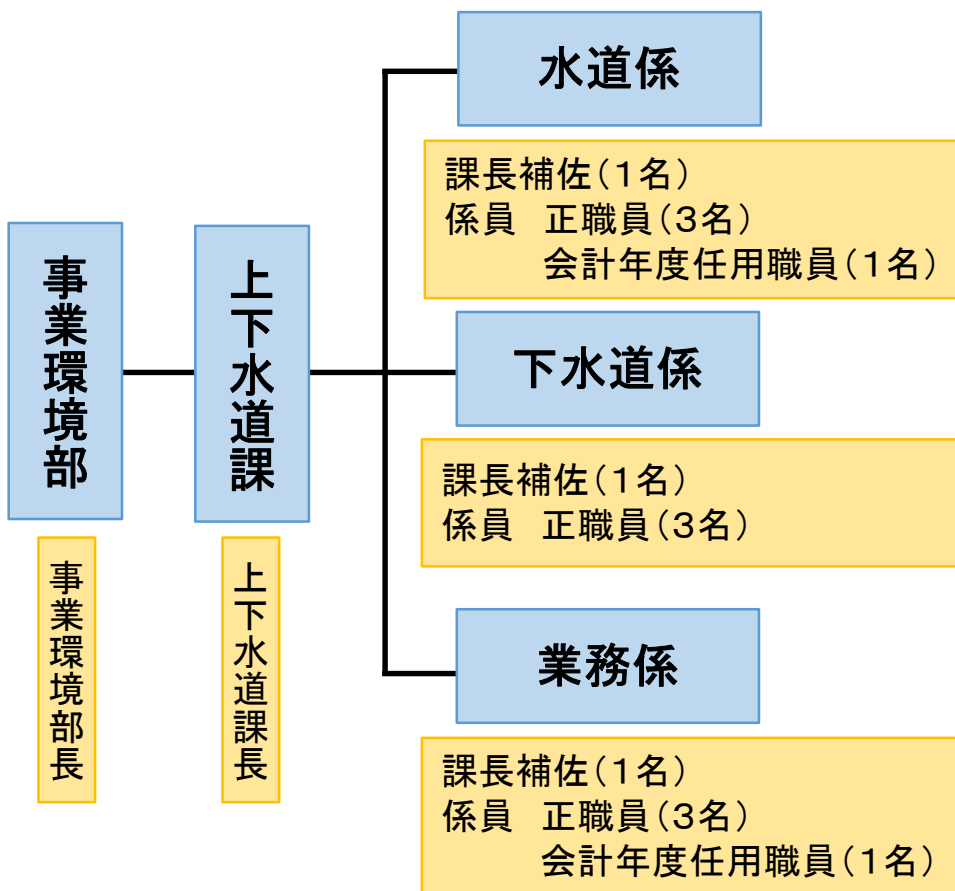 事業環境部
事業環境部長
上下水道課
上下水道課長
水道係
課長補佐（１名）
係員　正職員（３名）
会計年度任用職員（１名）
下水道係
課長補佐（１名）
係員　正職員（３名）
業務係
課長補佐（１名）
係員　正職員（３名）
会計年度任用職員（１名）